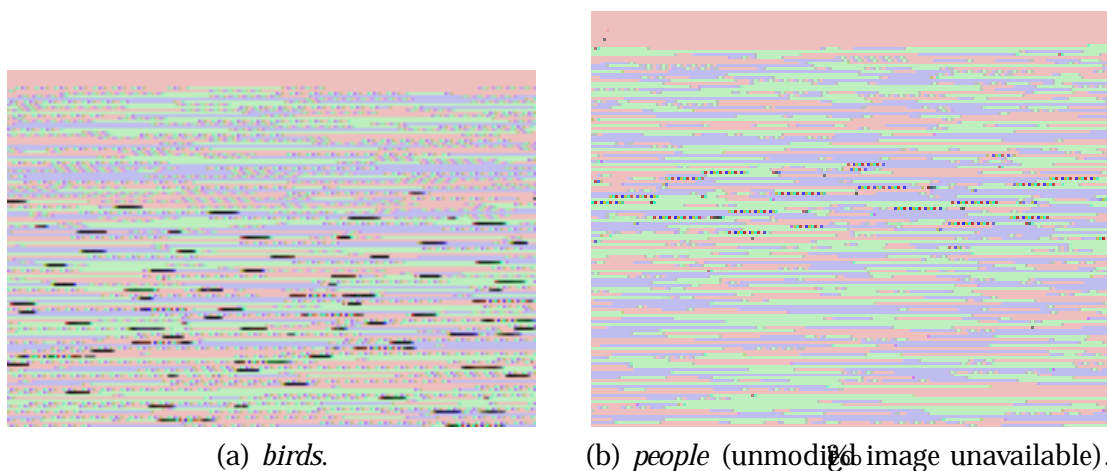 (a) birds.
(b) people (unmodified image unavailable).